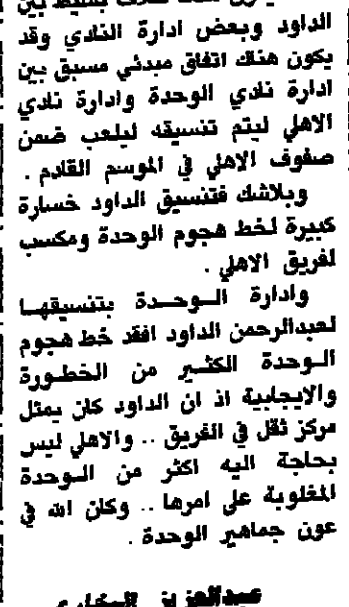 بسيط بين
الداود وبعض ادارة النادي وقد
يكون هناك اتفاق مبدئي مسبق بين
ادارة نادي الوحدة وادارة نادي
الاهلي ليتم تنسيقه ليلعب ضمن
صفوف الاهلي في الموسم القادم .
وبلاشك فتنسيق الداود خسارة
كبيرة لخط هجوم الوحدة ومكسب
لفريق الاهلي .
وادارة الوحدة بتنسيقها
لعبدالرحمن الداود افقد خط هجوم
الوحدة الكثير من الخطورة
والايجابية اذ ان الداود كان يمثل
مركز ثقل في الفريق .. والاهلي ليس
بحاجة اليه اكثر من الوحدة
المغلوبة على امرها .. وكان الله في
عون جماهير الوحدة .
عبدالعزيز